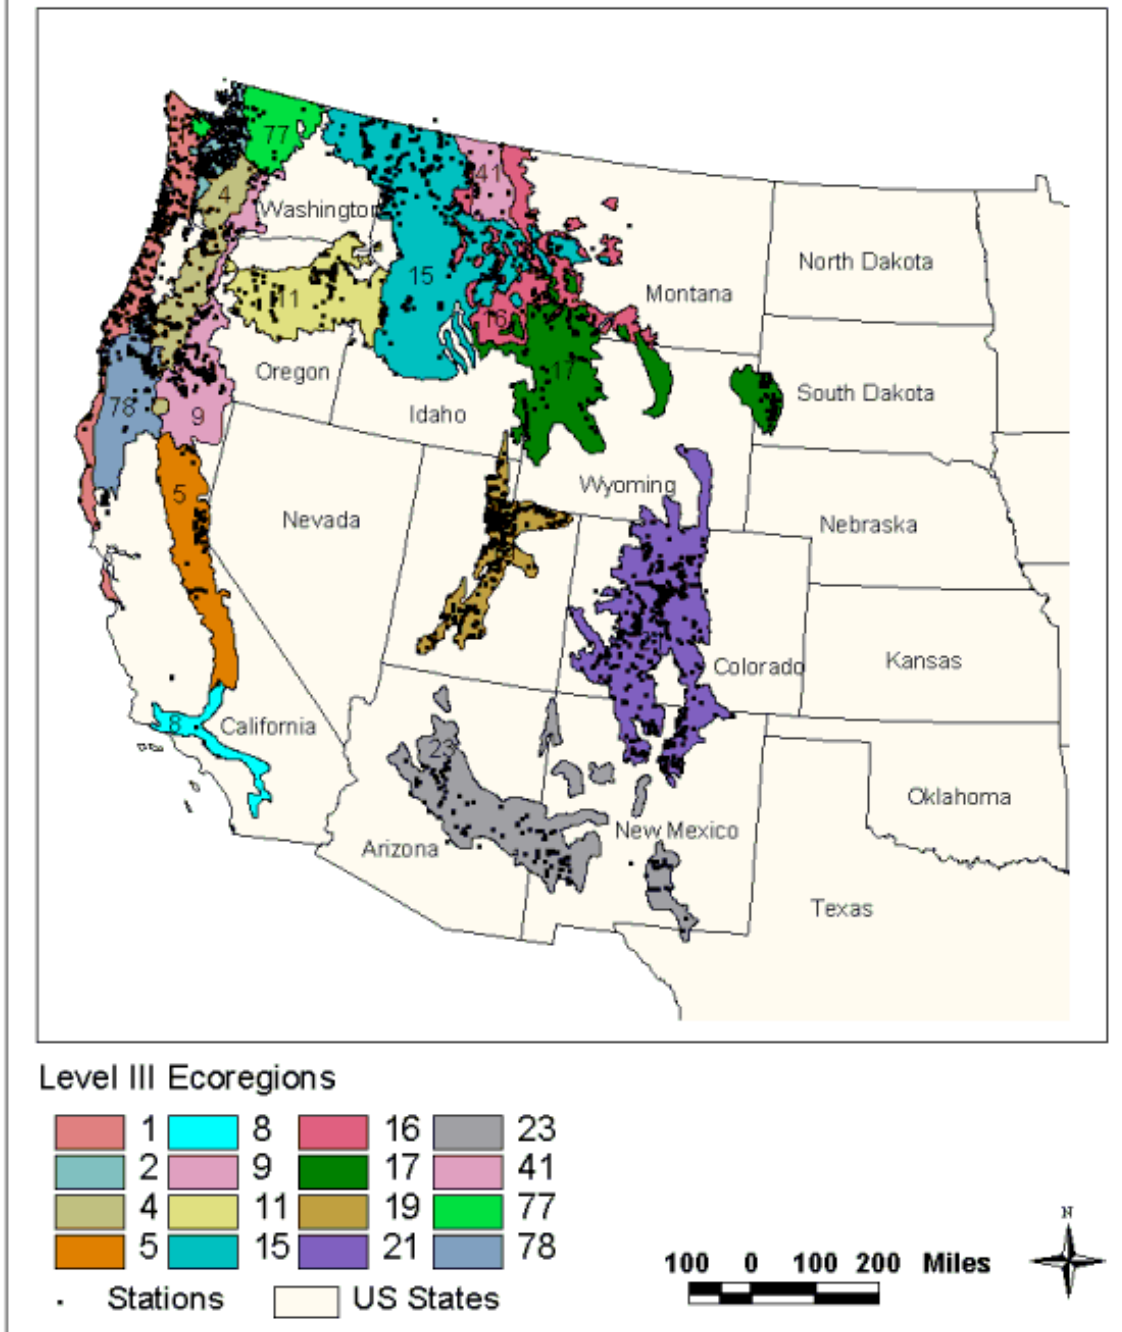 77
41
4
Washington
North Dakota
15
11
Montana
16
Oregon
17
South Dakota
78
9
Idaho
5
Wyoming
Nevada
Nebraska
Colorado
Kansas
8
California
23
Oklahoma
New Mexico
Arizona
Texas
Level III Ecoregions
1 8 16 23
2 9 17 41
4 11 19 77
5 15 21 78
Stations US States
N
100 0 100 200 Miles